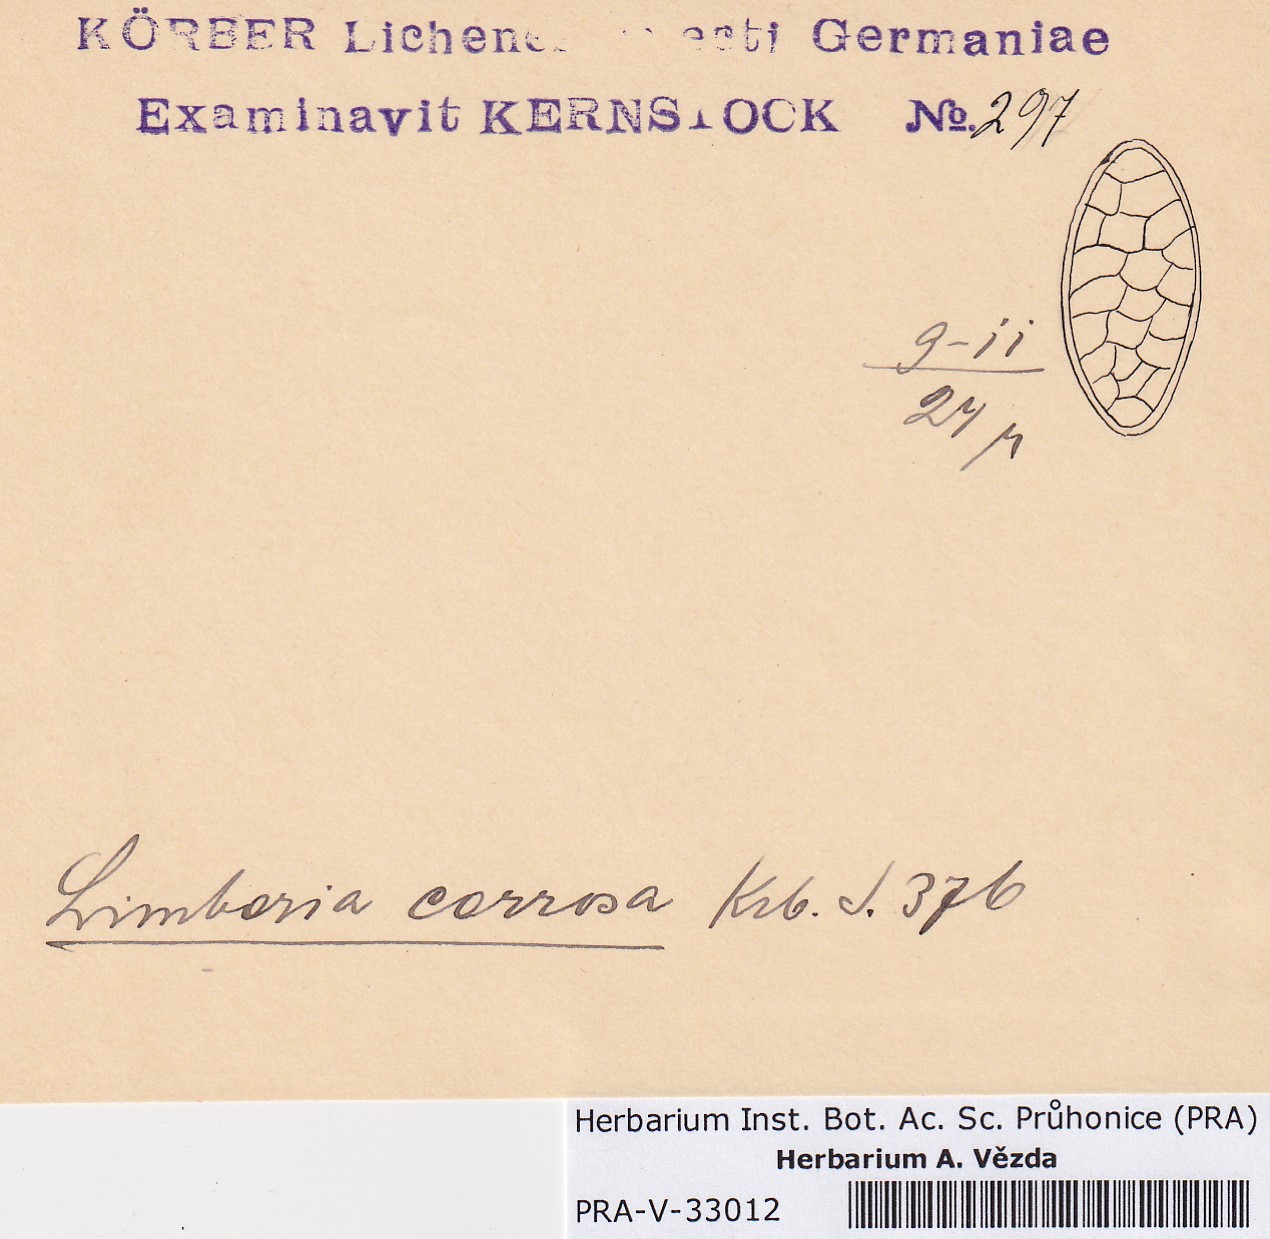 KÖRBER Lichenes Germaniae
Examinavit KERNSTOCK No. 297
9-11
24 μ
Limboria corrosa Krb. S. 376
Herbarium Inst. Bot. Ac. Sc. Průhonice (PRA)
Herbarium A. Vězda
PRA-V-33012